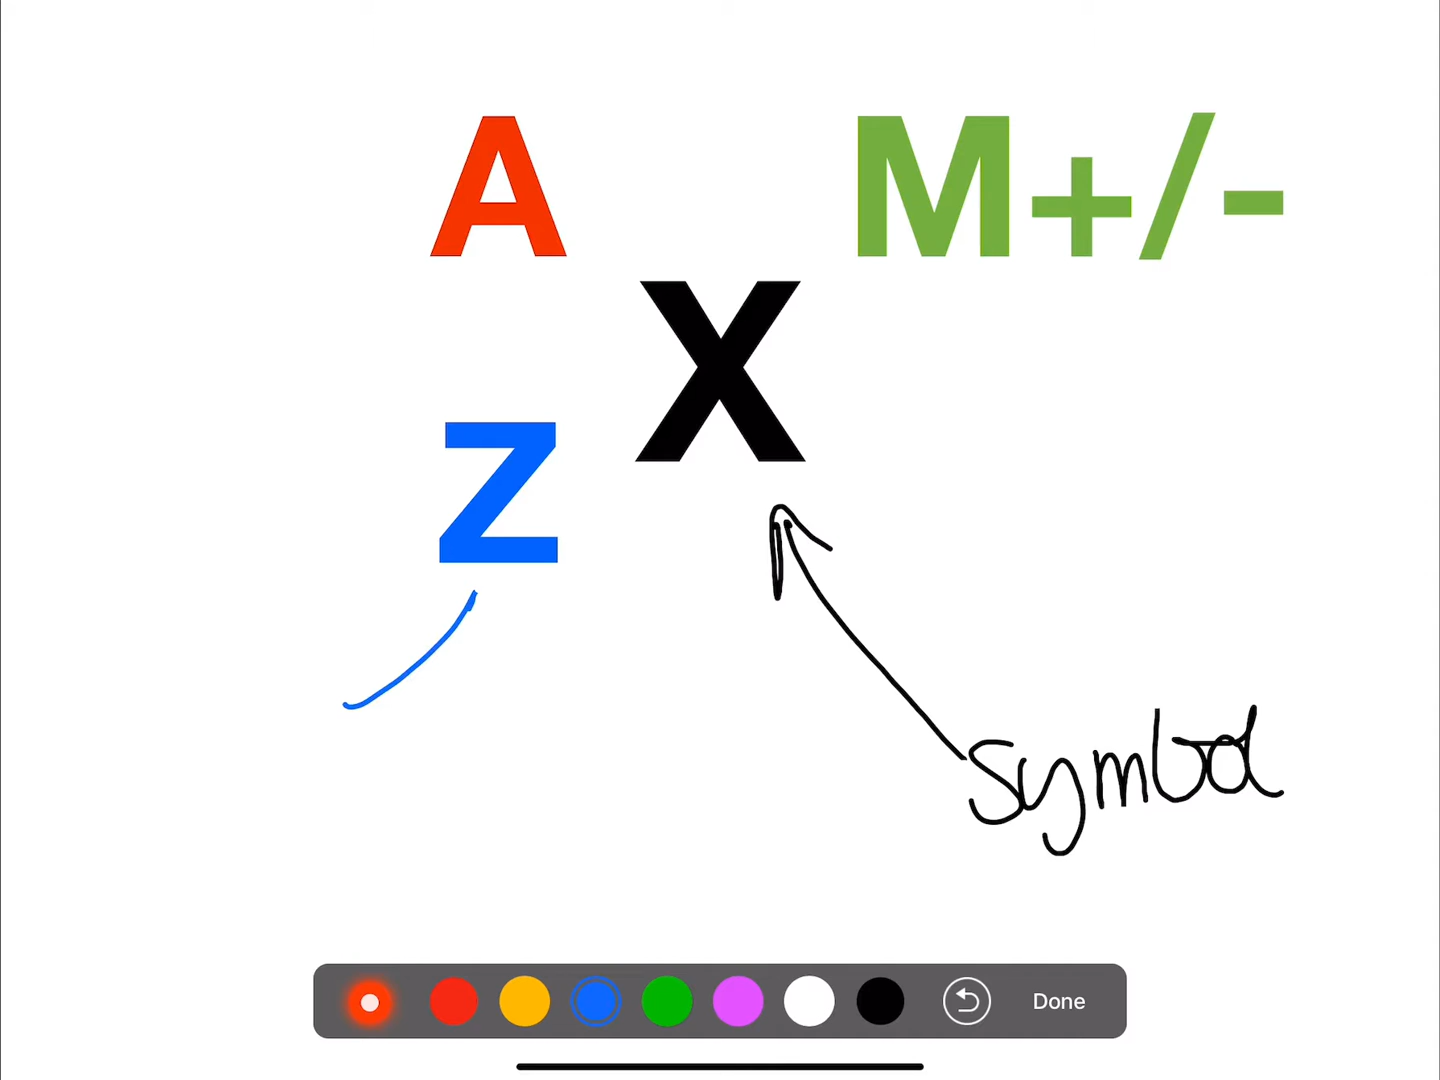 A M+/-
X
Z
Symbol
Done